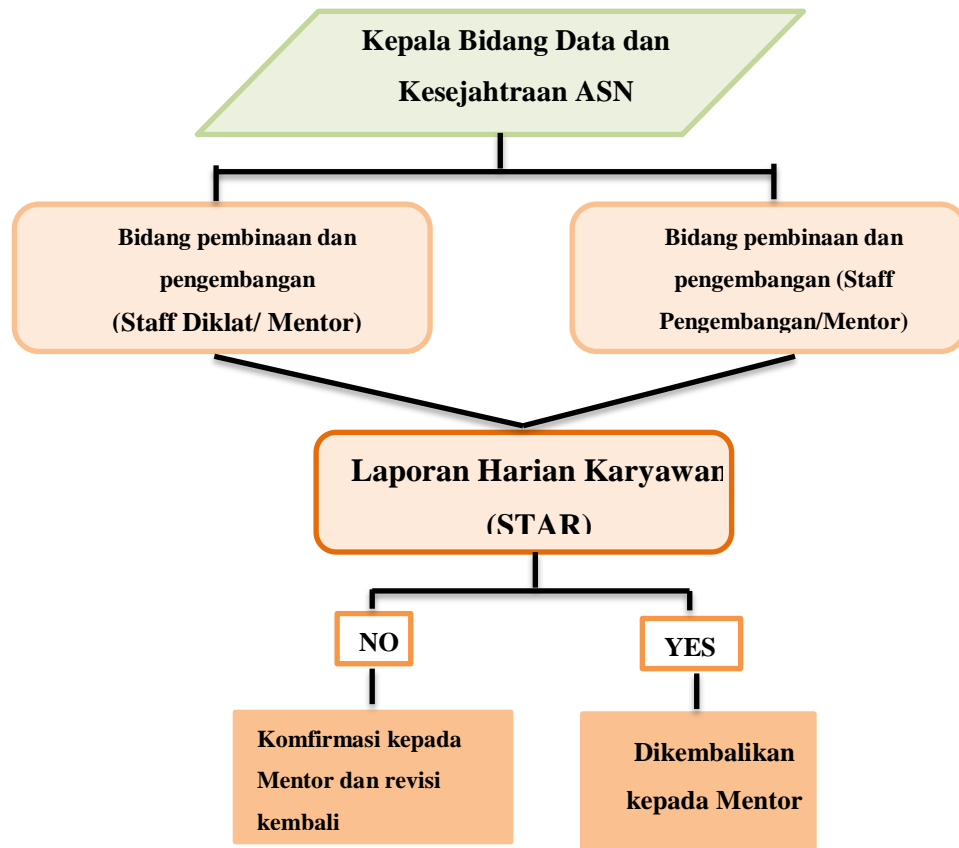 Kepala Bidang Data dan
Kesejahtraan ASN
Bidang pembinaan dan
pengembangan
(Staff Diklat/ Mentor)
Bidang pembinaan dan
pengembangan (Staff
Pengembangan/Mentor)
Laporan Harian Karyawan
(STAR)
NO
YES
Komfirmasi kepada
Mentor dan revisi
kembali
Dikembalikan
kepada Mentor